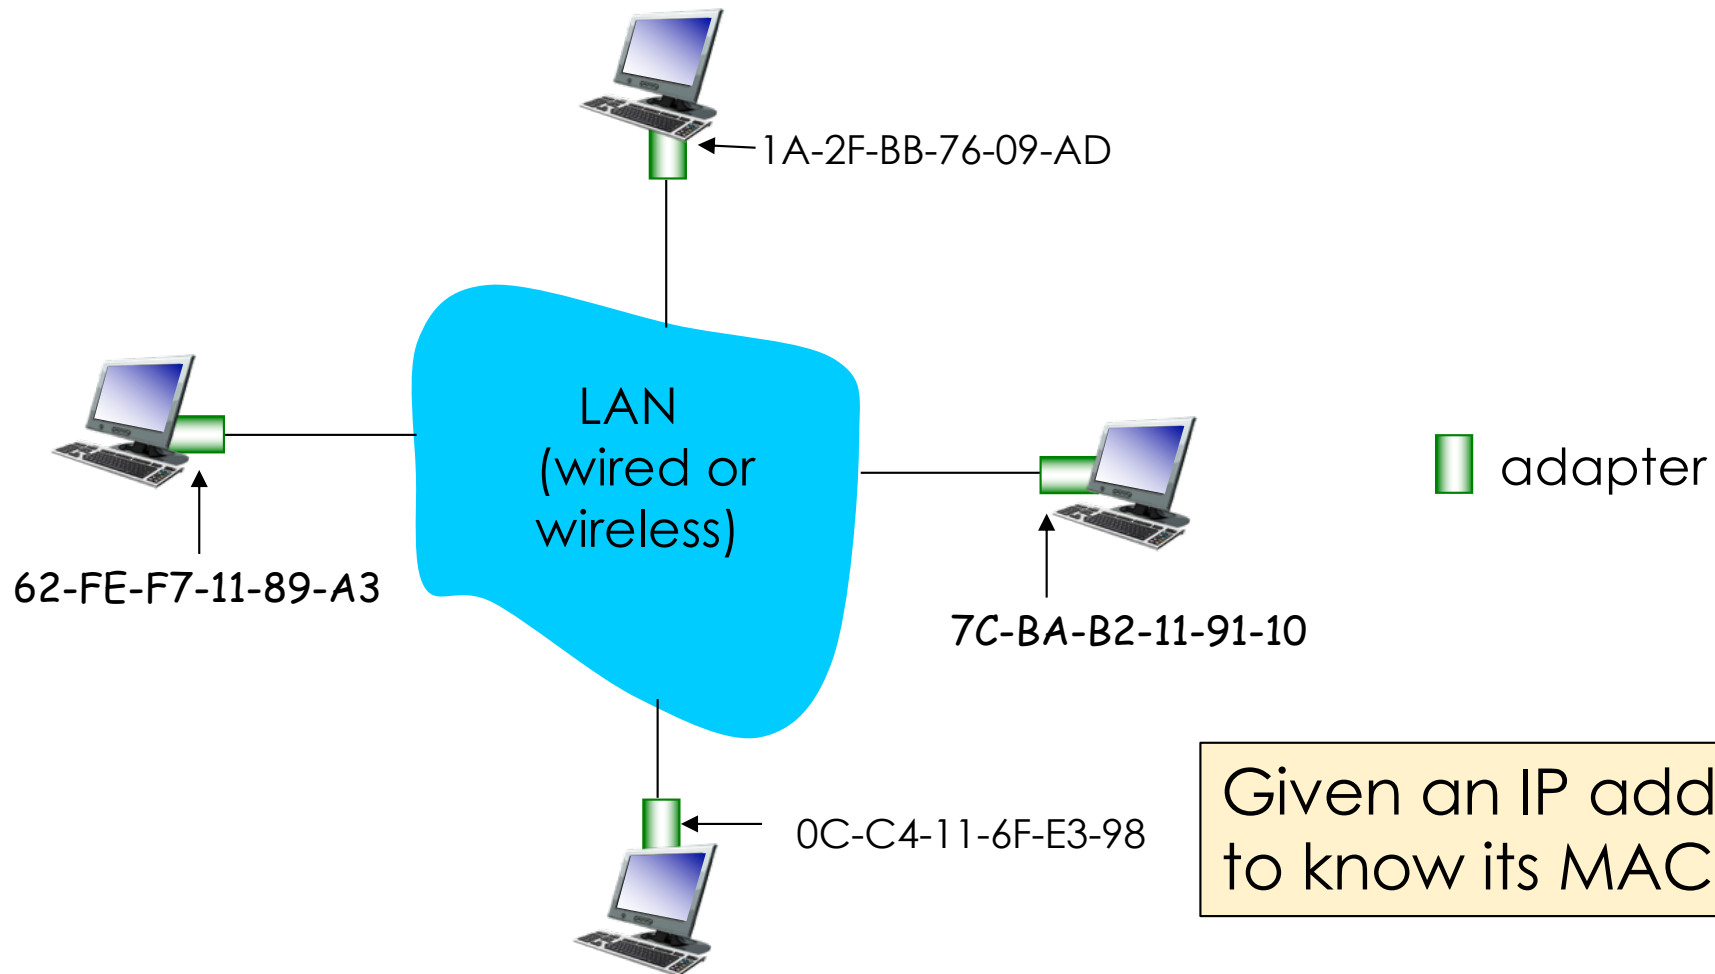 1A-2F-BB-76-09-AD
LAN
(wired or
wireless)
adapter
62-FE-F7-11-89-A3
7C-BA-B2-11-91-10
0C-C4-11-6F-E3-98
Given an IP add
to know its MAC